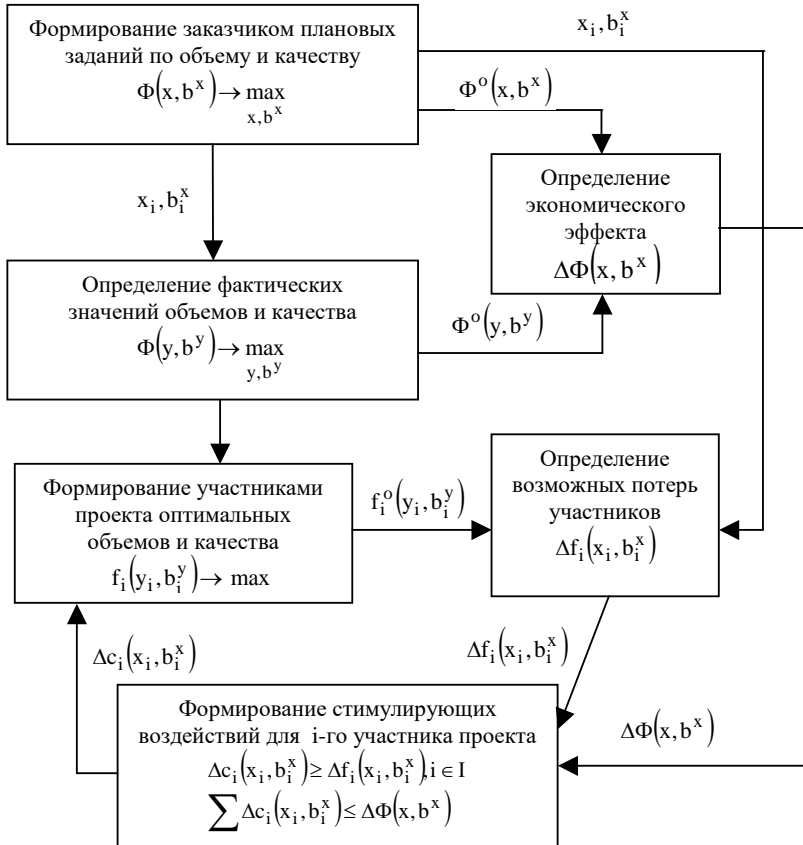 Формирование заказчиком плановых
заданий по объему и качеству
Φ(x, b^x) → max
x, b^x
x_i, b_i^x
Φ^o(x, b^x)
x_i, b_i^x
Определение
экономического
эффекта
ΔΦ(x, b^x)
Определение фактических
значений объемов и качества
Φ(y, b^y) → max
y, b^y
Φ^o(y, b^y)
Формирование участниками
проекта оптимальных
объемов и качества
f_i(y_i, b_i^y) → max
f_i^o(y_i, b_i^y)
Определение
возможных потерь
участников
Δf_i(x_i, b_i^x)
Δc_i(x_i, b_i^x)
Δf_i(x_i, b_i^x)
ΔΦ(x, b^x)
Формирование стимулирующих
воздействий для i-го участника проекта
Δc_i(x_i, b_i^x) ≥ Δf_i(x_i, b_i^x), i ∈ I
∑ Δc_i(x_i, b_i^x) ≤ ΔΦ(x, b^x)